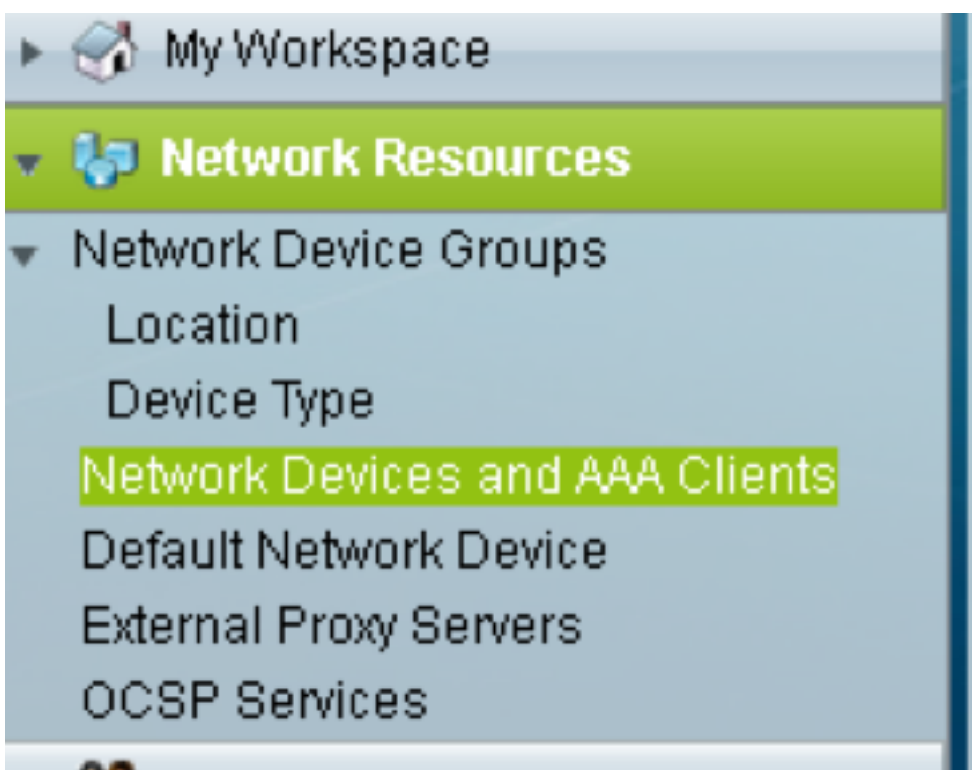 My Workspace
Network Resources
Network Device Groups
Location
Device Type
Network Devices and AAA Clients
Default Network Device
External Proxy Servers
OCSP Services